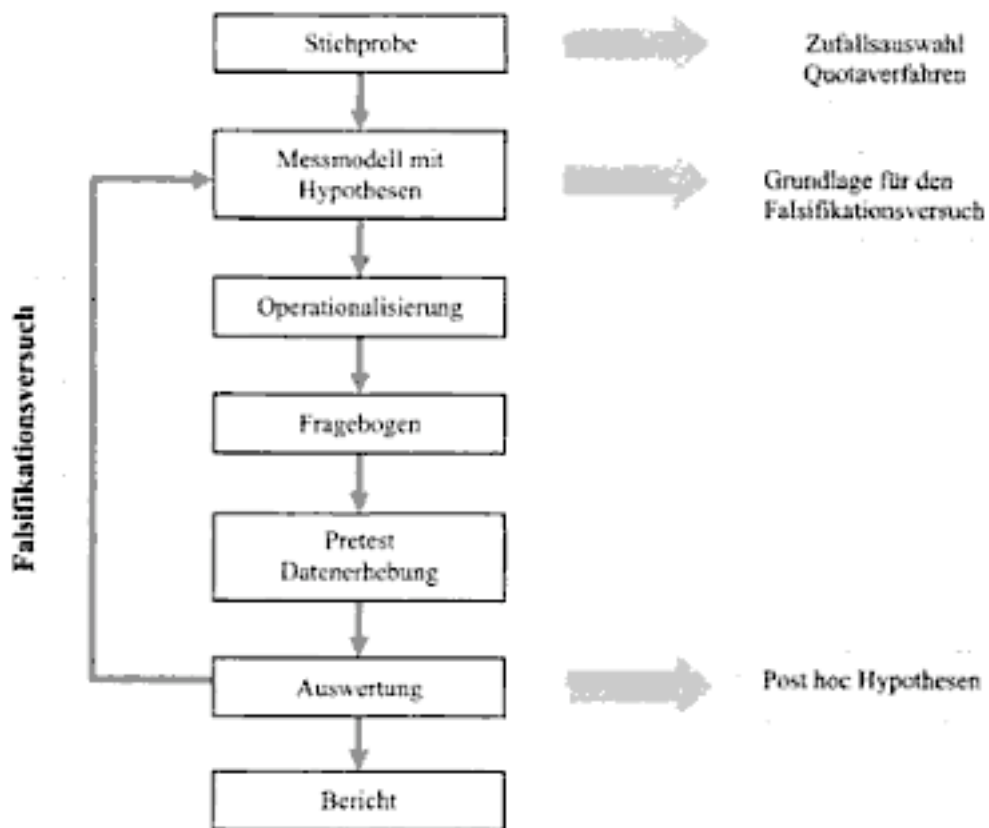 Stichprobe
Zufallsauswahl
Quotaverfahren
Messmodell mit
Hypothesen
Grundlage für den
Falsifikationsversuch
Operationalisierung
Falsifikationsversuch
Fragebogen
Pretest
Datenerhebung
Auswertung
Post hoc Hypothesen
Bericht